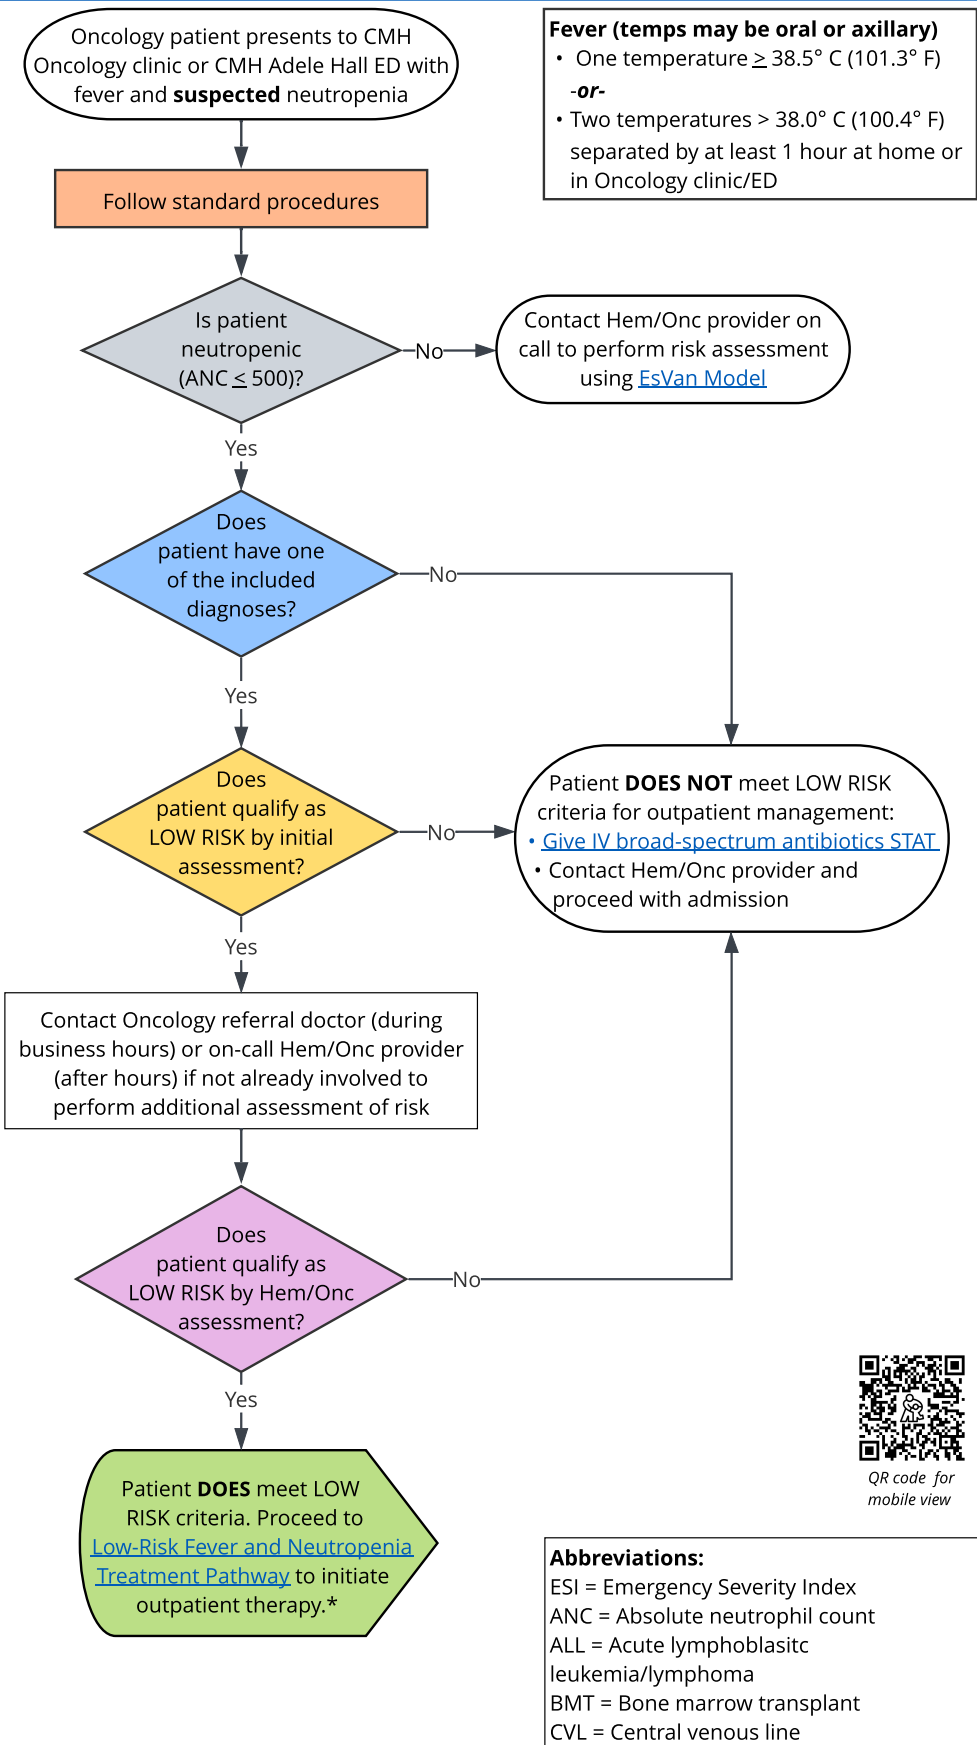 Oncology patient presents to CMH
Oncology clinic or CMH Adele Hall ED with
fever and suspected neutropenia
Fever (temps may be oral or axillary)
• One temperature ≥ 38.5° C (101.3° F)
-or-
• Two temperatures > 38.0° C (100.4° F)
separated by at least 1 hour at home or
in Oncology clinic/ED
Follow standard procedures
Is patient
neutropenic
(ANC ≤ 500)?
No
Contact Hem/Onc provider on
call to perform risk assessment
using EsVan Model
Yes
Does
patient have one
of the included
diagnoses?
No
Yes
Does
patient qualify as
LOW RISK by initial
assessment?
No
Patient DOES NOT meet LOW RISK
criteria for outpatient management:
• Give IV broad-spectrum antibiotics STAT
• Contact Hem/Onc provider and
proceed with admission
Yes
Contact Oncology referral doctor (during
business hours) or on-call Hem/Onc provider
(after hours) if not already involved to
perform additional assessment of risk
Does
patient qualify as
LOW RISK by Hem/Onc
assessment?
No
Yes
Patient DOES meet LOW
RISK criteria. Proceed to
Low-Risk Fever and Neutropenia
Treatment Pathway to initiate
outpatient therapy.*
QR code for
mobile view
Abbreviations:
ESI = Emergency Severity Index
ANC = Absolute neutrophil count
ALL = Acute lymphoblasitc
leukemia/lymphoma
BMT = Bone marrow transplant
CVL = Central venous line